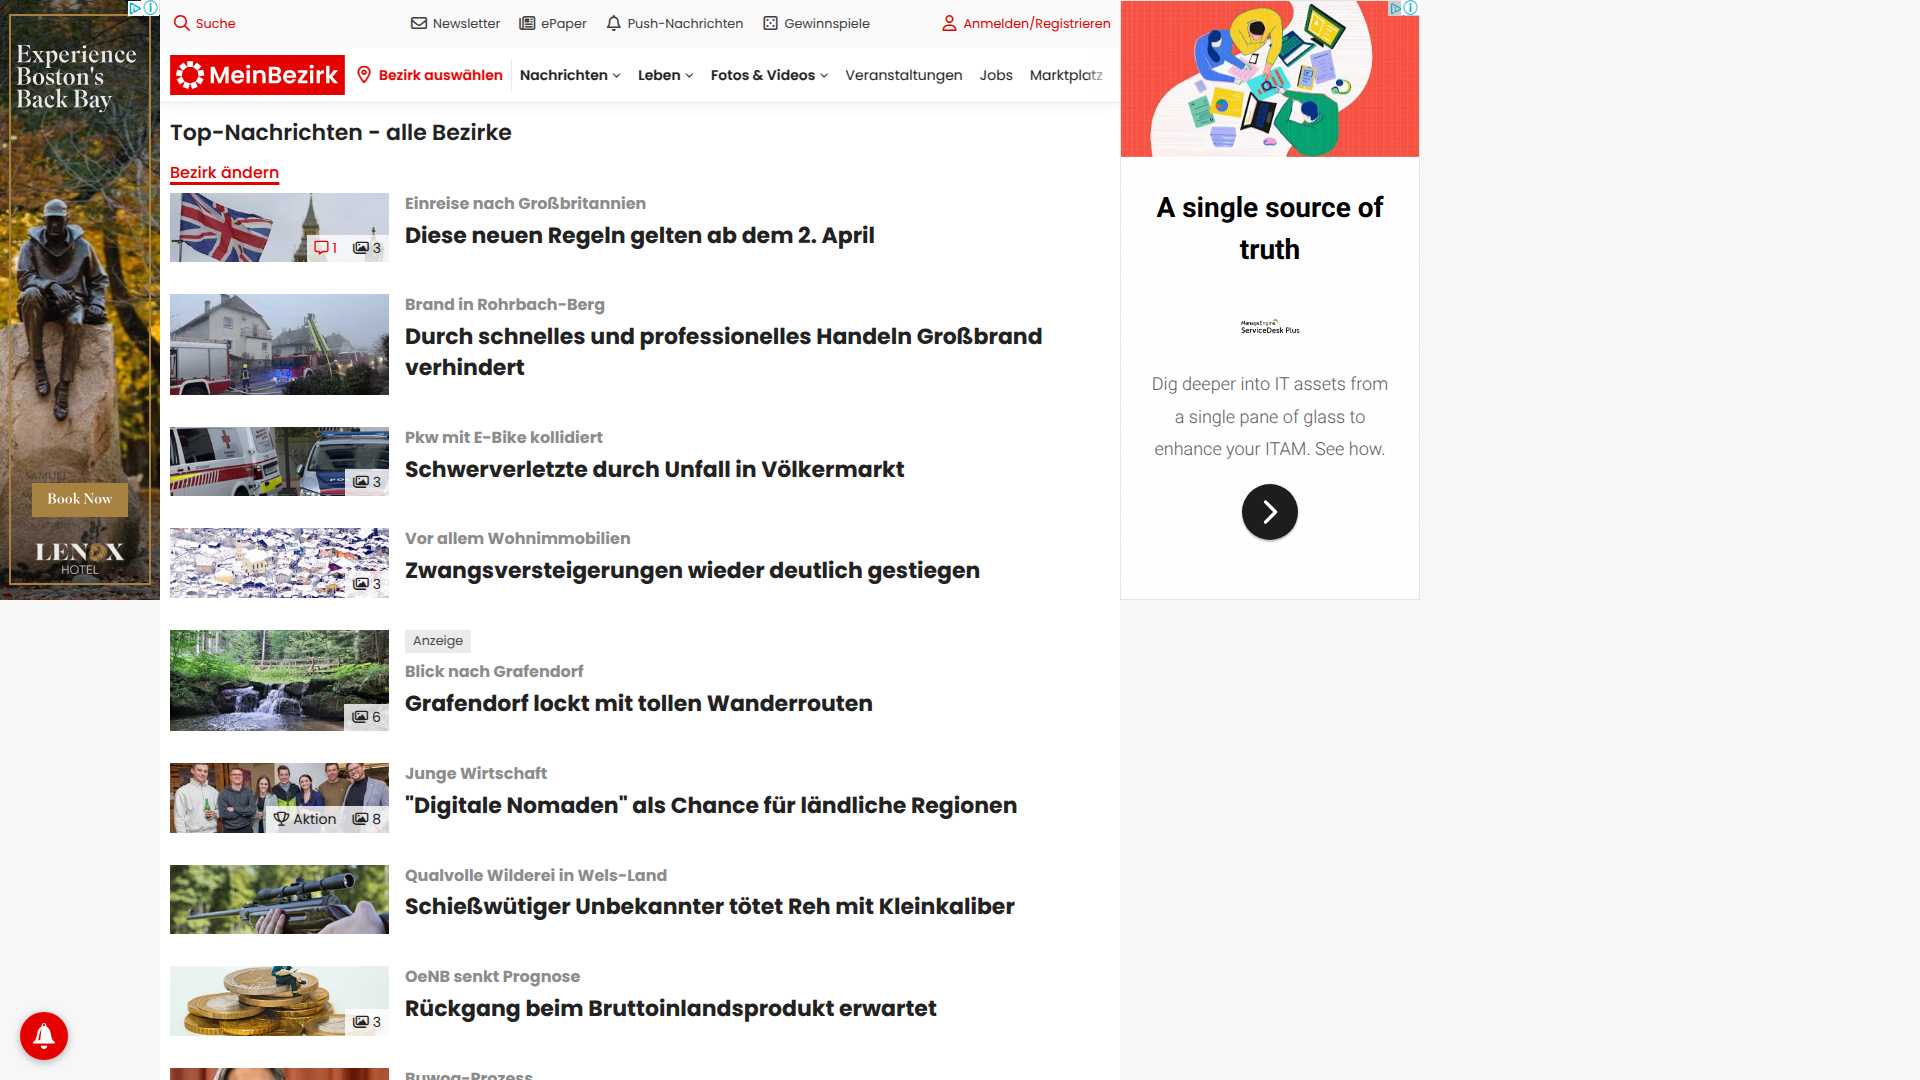 Suche
Newsletter
ePaper
Push-Nachrichten
Gewinnspiele
Anmelden/Registrieren
MeinBezirk
Bezirk auswählen
Nachrichten
Leben
Fotos & Videos
Veranstaltungen
Jobs
Marktplatz
Experience
Boston's
Back Bay
Book Now
LENOX
HOTEL
Top-Nachrichten - alle Bezirke
Bezirk ändern
Einreise nach Großbritannien
Diese neuen Regeln gelten ab dem 2. April
1
3
Brand in Rohrbach-Berg
Durch schnelles und professionelles Handeln Großbrand
verhindert
Pkw mit E-Bike kollidiert
Schwerverletzte durch Unfall in Völkermarkt
3
Vor allem Wohnimmobilien
Zwangsversteigerungen wieder deutlich gestiegen
3
Anzeige
Blick nach Grafendorf
Grafendorf lockt mit tollen Wanderrouten
6
Junge Wirtschaft
"Digitale Nomaden" als Chance für ländliche Regionen
Aktion
8
Qualvolle Wilderei in Wels-Land
Schießwütiger Unbekannter tötet Reh mit Kleinkaliber
OeNB senkt Prognose
Rückgang beim Bruttoinlandsprodukt erwartet
3
Buwog-Prozess
A single source of
truth
ManageEngine
ServiceDesk Plus
Dig deeper into IT assets from
a single pane of glass to
enhance your ITAM. See how.